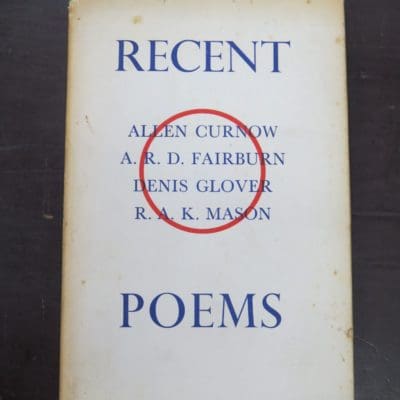 RECENT
ALLEN CURNOW
A. R. D. FAIRBURN
DENIS GLOVER
R. A. K. MASON
POEMS